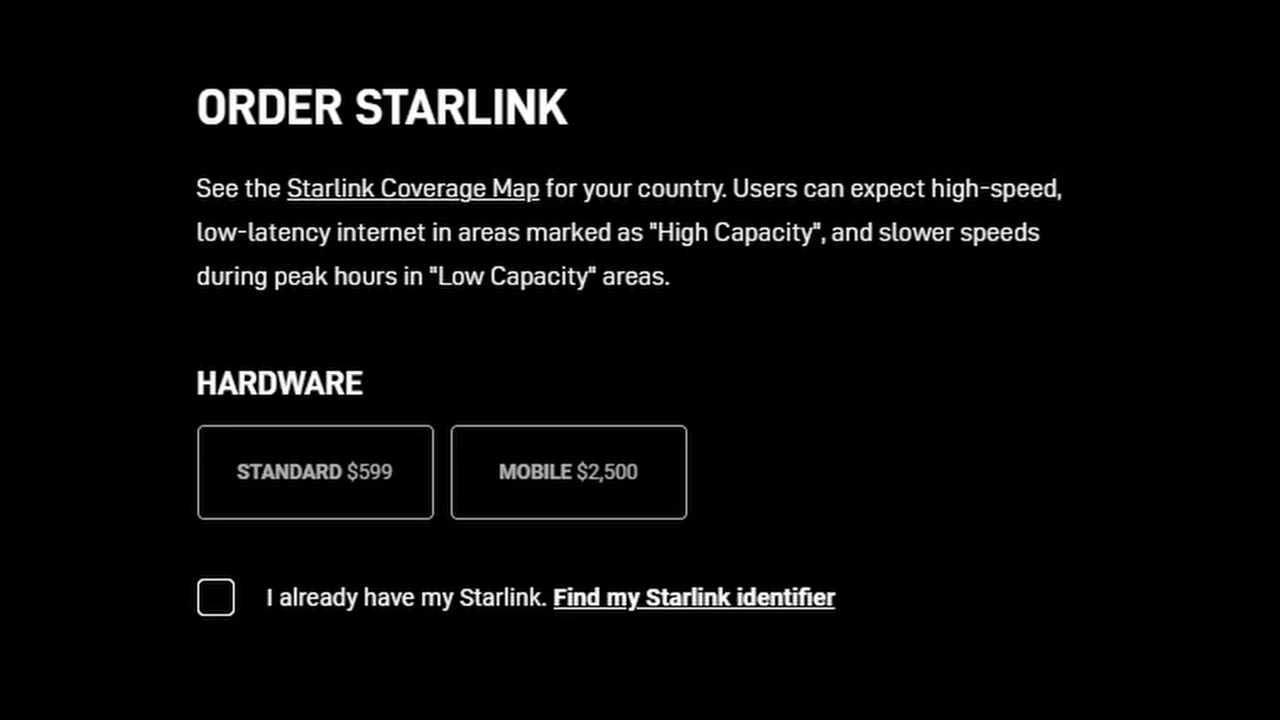 ORDER STARLINK
See the Starlink Coverage Map for your country. Users can expect high-speed,
low-latency internet in areas marked as "High Capacity", and slower speeds
during peak hours in "Low Capacity" areas.
HARDWARE
STANDARD $599
MOBILE $2,500
I already have my Starlink. Find my Starlink identifier